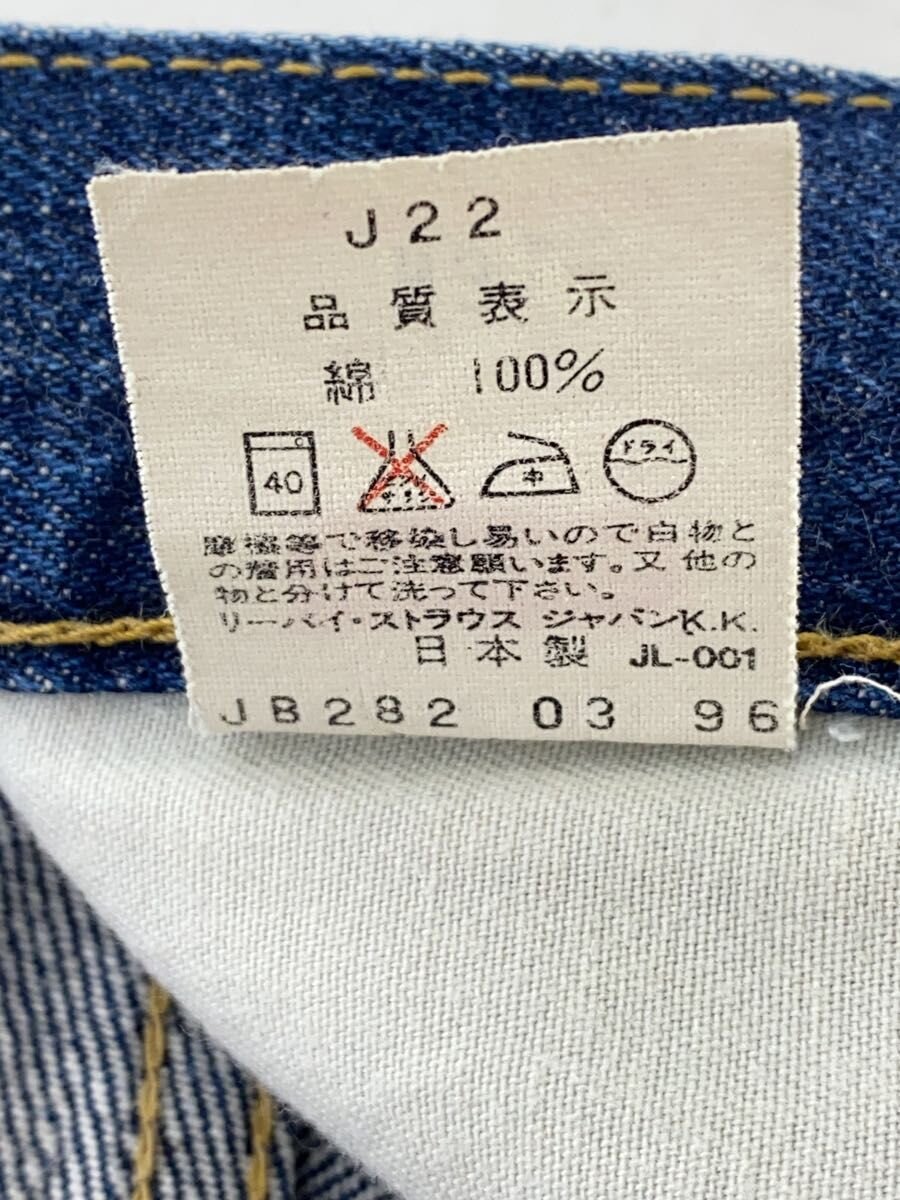 J22
品質表示
綿 100%
40 中 ドライ
摩擦等で移染し易いので白物と
の着用はご注意願います。又他の
物と分けて洗って下さい。
リーバイ・ストラウス ジャパンK.K.
日本製 JL-001
JB282 03 96